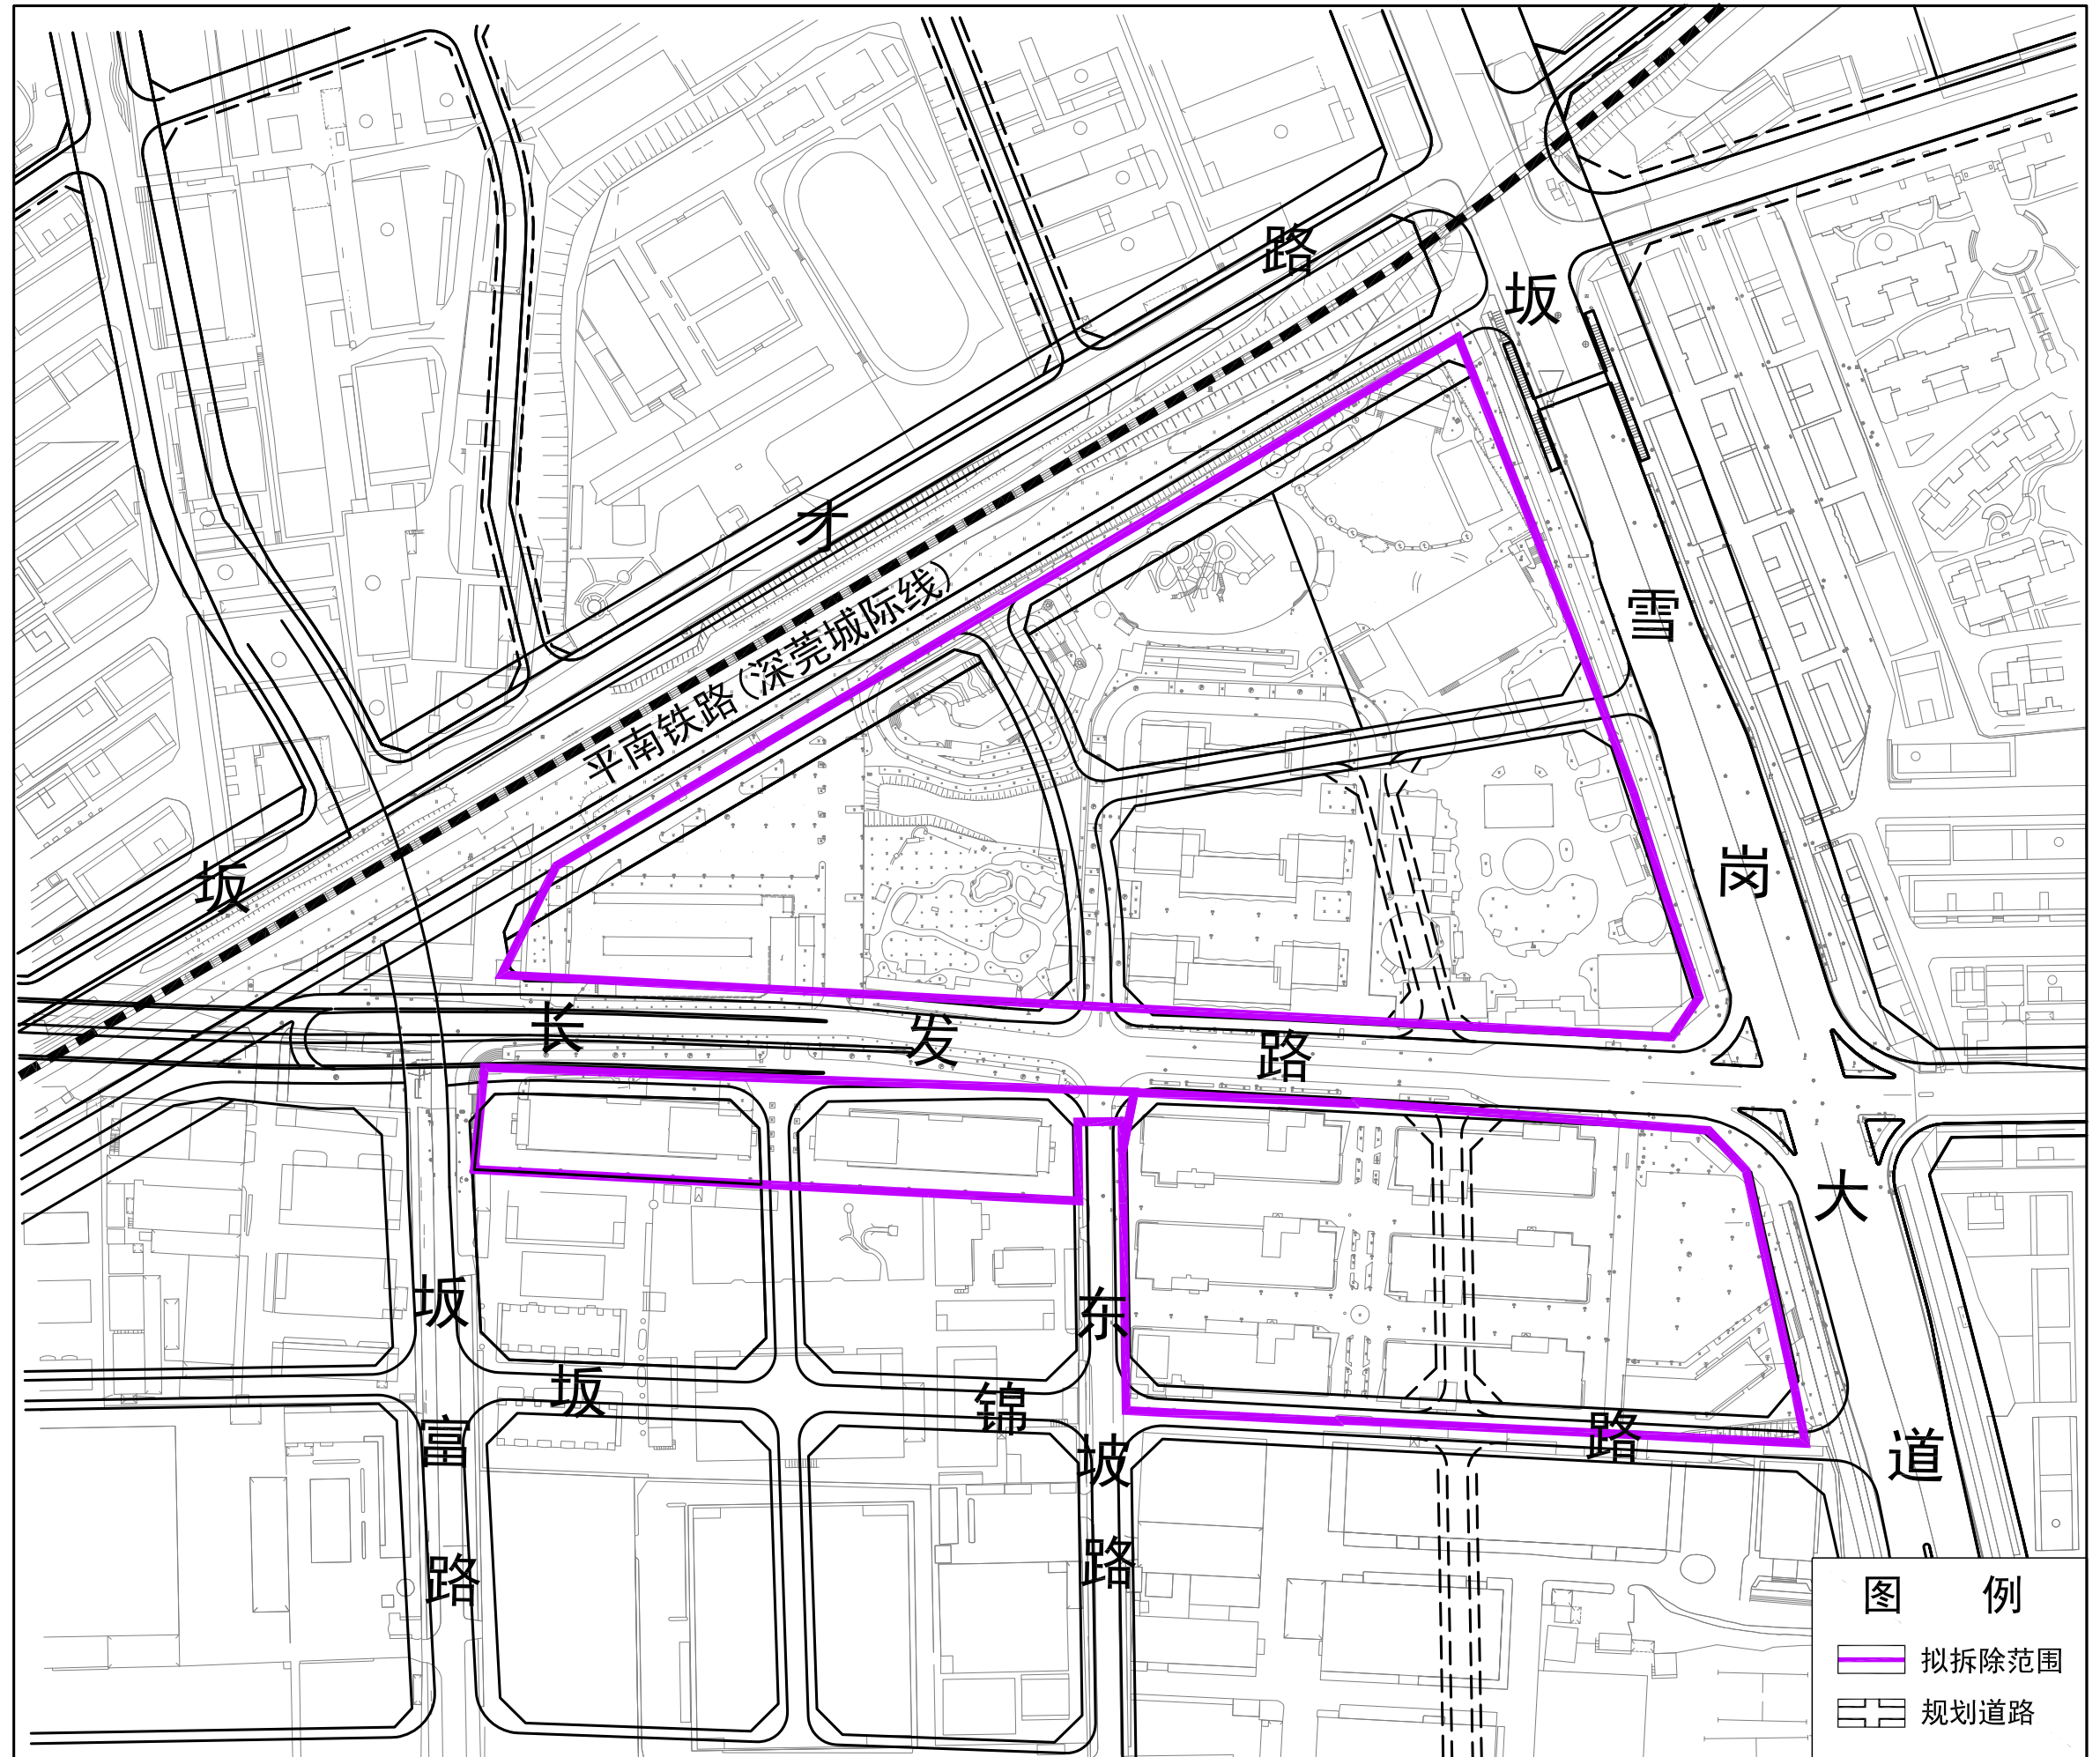 坂才路
平南铁路(深莞城际线)
坂雪岗大道
长发路
坂富路
坂锦路
东坡路
图例
拟拆除范围
规划道路